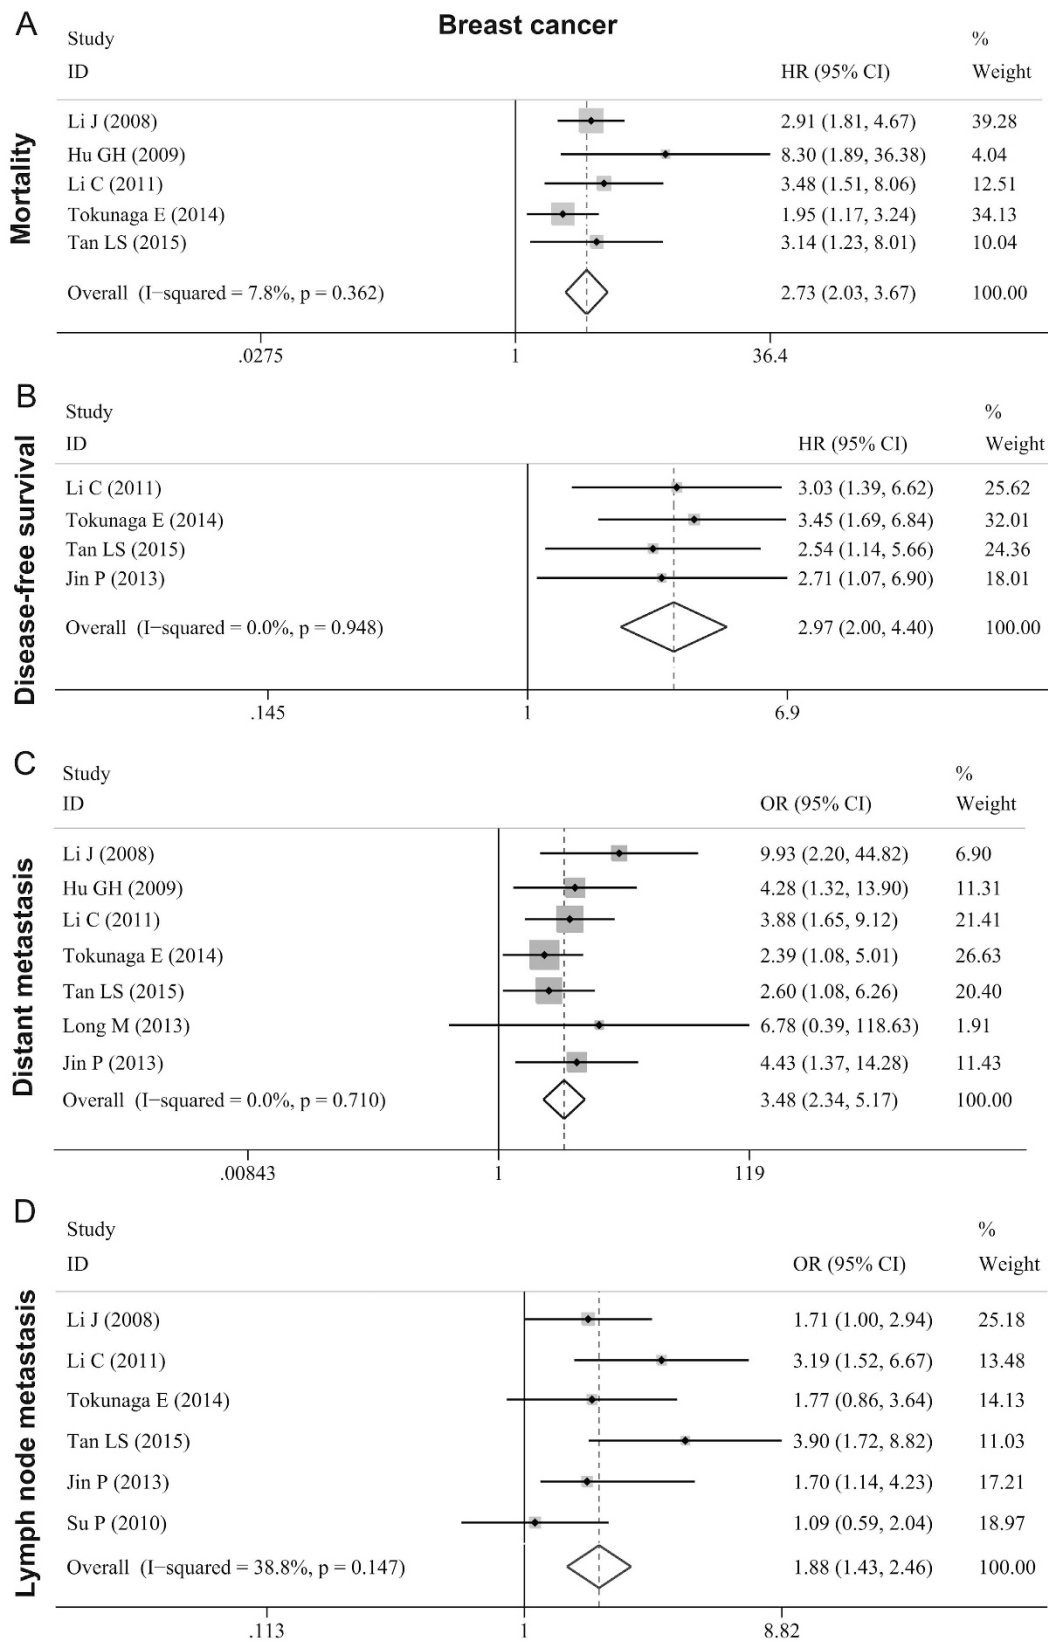 A
Breast cancer
Study %
ID HR (95% CI) Weight
Mortality
Li J (2008) 2.91 (1.81, 4.67) 39.28
Hu GH (2009) 8.30 (1.89, 36.38) 4.04
Li C (2011) 3.48 (1.51, 8.06) 12.51
Tokunaga E (2014) 1.95 (1.17, 3.24) 34.13
Tan LS (2015) 3.14 (1.23, 8.01) 10.04
Overall (I−squared = 7.8%, p = 0.362) 2.73 (2.03, 3.67) 100.00
.0275 1 36.4
B
Study %
ID HR (95% CI) Weight
Disease-free survival
Li C (2011) 3.03 (1.39, 6.62) 25.62
Tokunaga E (2014) 3.45 (1.69, 6.84) 32.01
Tan LS (2015) 2.54 (1.14, 5.66) 24.36
Jin P (2013) 2.71 (1.07, 6.90) 18.01
Overall (I−squared = 0.0%, p = 0.948) 2.97 (2.00, 4.40) 100.00
.145 1 6.9
C
Study %
ID OR (95% CI) Weight
Distant metastasis
Li J (2008) 9.93 (2.20, 44.82) 6.90
Hu GH (2009) 4.28 (1.32, 13.90) 11.31
Li C (2011) 3.88 (1.65, 9.12) 21.41
Tokunaga E (2014) 2.39 (1.08, 5.01) 26.63
Tan LS (2015) 2.60 (1.08, 6.26) 20.40
Long M (2013) 6.78 (0.39, 118.63) 1.91
Jin P (2013) 4.43 (1.37, 14.28) 11.43
Overall (I−squared = 0.0%, p = 0.710) 3.48 (2.34, 5.17) 100.00
.00843 1 119
D
Study %
ID OR (95% CI) Weight
Lymph node metastasis
Li J (2008) 1.71 (1.00, 2.94) 25.18
Li C (2011) 3.19 (1.52, 6.67) 13.48
Tokunaga E (2014) 1.77 (0.86, 3.64) 14.13
Tan LS (2015) 3.90 (1.72, 8.82) 11.03
Jin P (2013) 1.70 (1.14, 4.23) 17.21
Su P (2010) 1.09 (0.59, 2.04) 18.97
Overall (I−squared = 38.8%, p = 0.147) 1.88 (1.43, 2.46) 100.00
.113 1 8.82